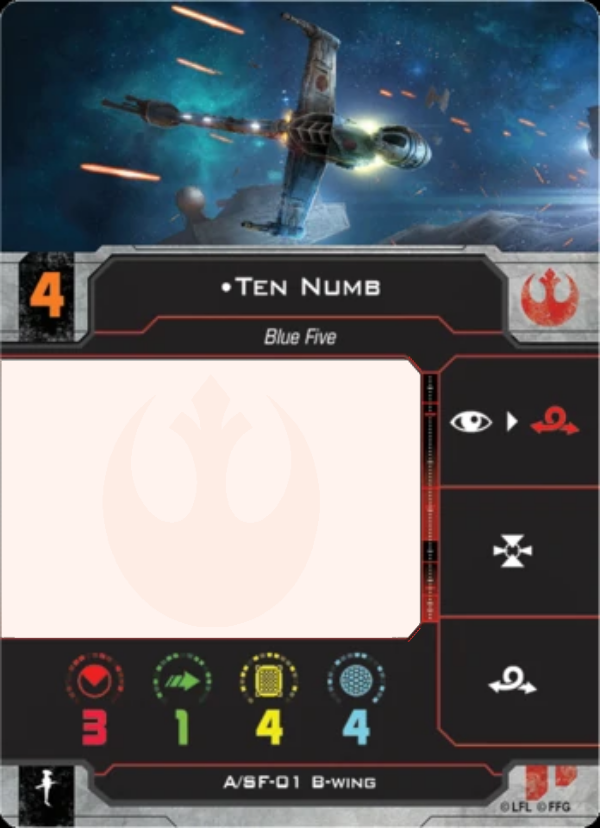 4
•Ten Numb
Blue Five
3 1 4 4
A/SF-01 B-wing
©LFL ©FFG